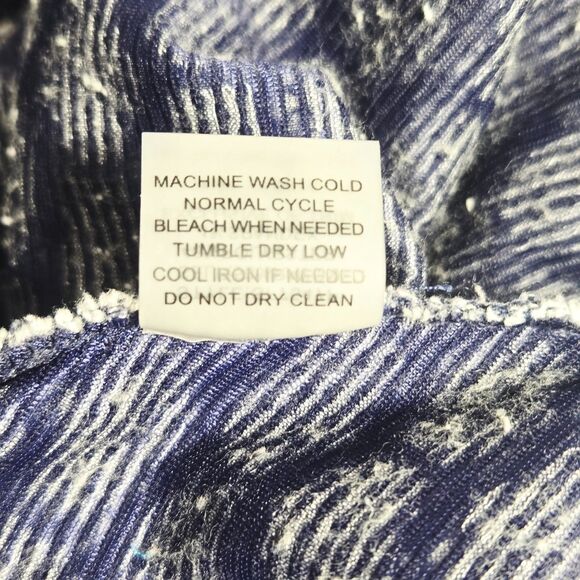 MACHINE WASH COLD
NORMAL CYCLE
BLEACH WHEN NEEDED
TUMBLE DRY LOW
COOL IRON IF NEEDED
DO NOT DRY CLEAN